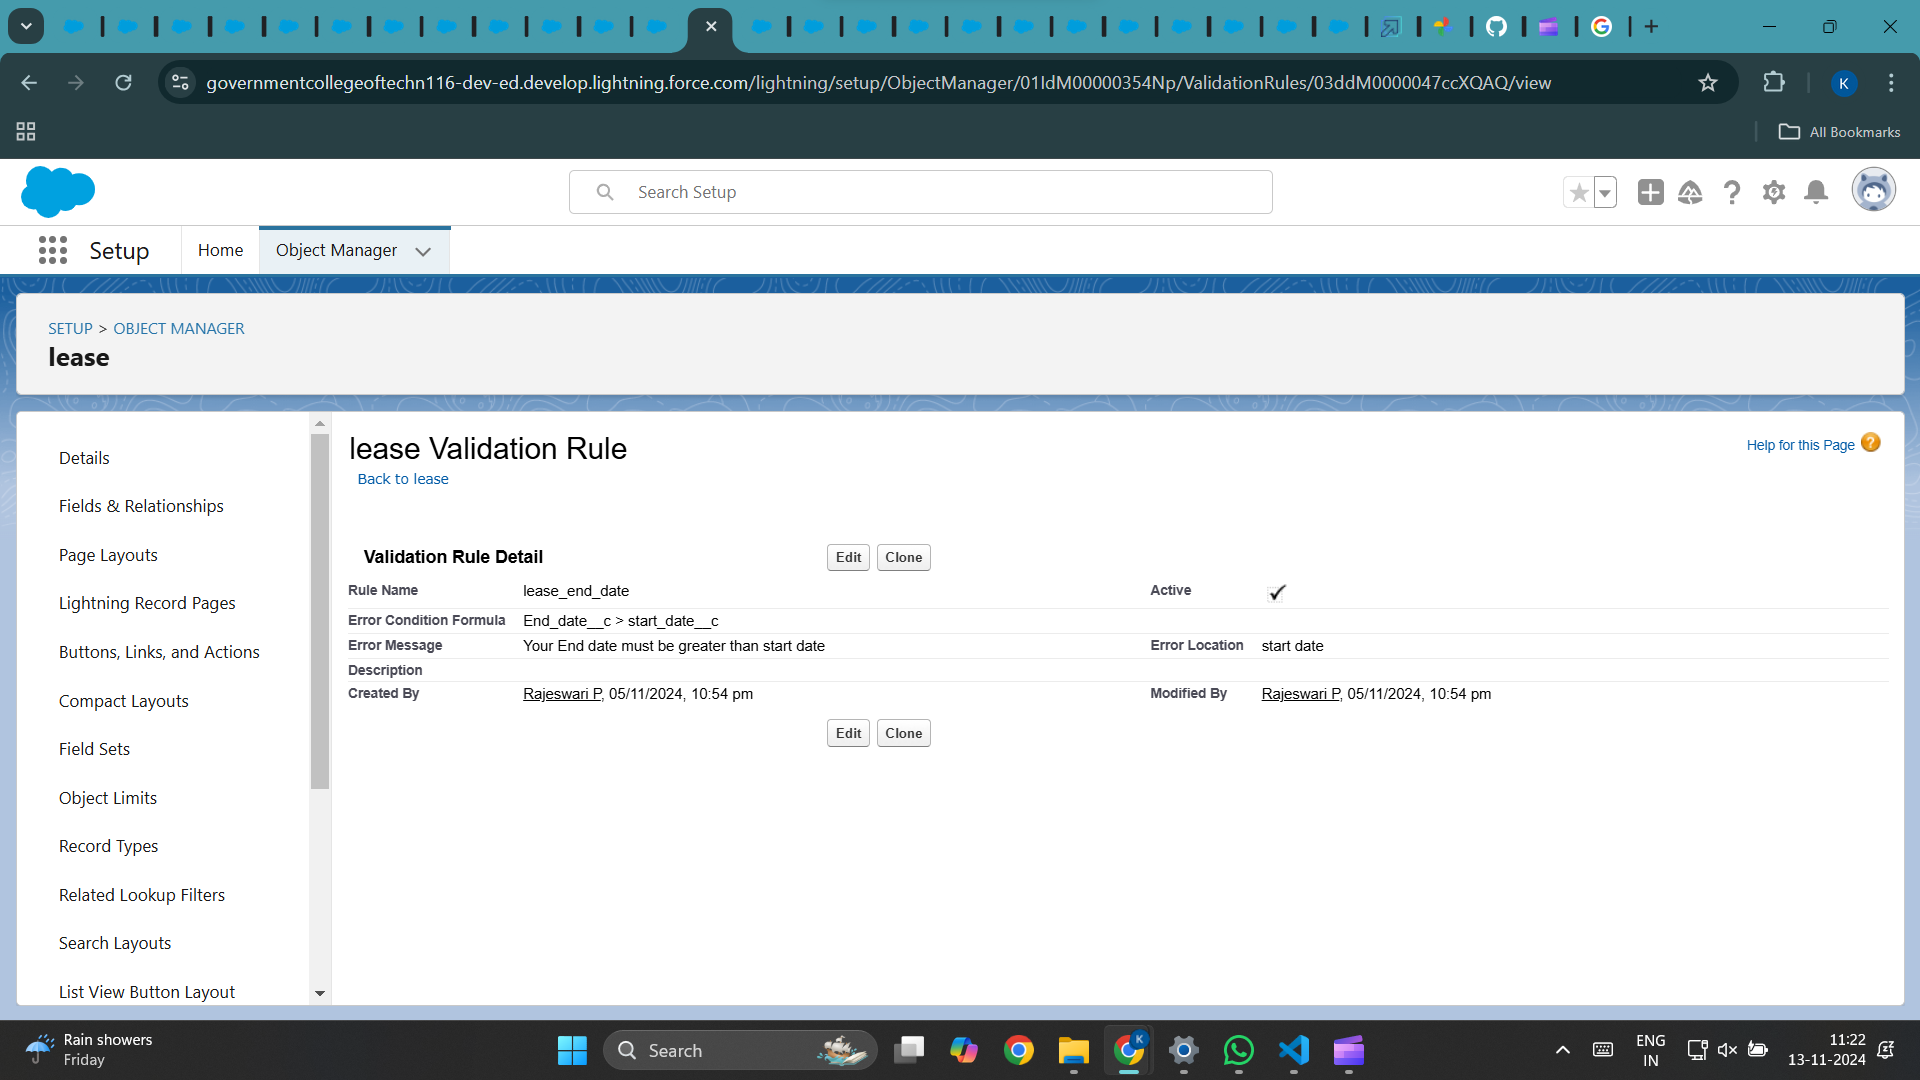 governmentcollegeoftechn116-dev-ed.develop.lightning.force.com/lightning/setup/ObjectManager/01IdM00000354Np/ValidationRules/03ddM0000047ccXQAQ/view
K
All Bookmarks
Search Setup
Setup
Home
Object Manager
SETUP > OBJECT MANAGER
lease
Details
Fields & Relationships
Page Layouts
Lightning Record Pages
Buttons, Links, and Actions
Compact Layouts
Field Sets
Object Limits
Record Types
Related Lookup Filters
Search Layouts
List View Button Layout
lease Validation Rule
Back to lease
Help for this Page
Validation Rule Detail
Edit Clone
Rule Name lease_end_date Active
Error Condition Formula End_date__c > start_date__c
Error Message Your End date must be greater than start date Error Location start date
Description
Created By Rajeswari P, 05/11/2024, 10:54 pm Modified By Rajeswari P, 05/11/2024, 10:54 pm
Edit Clone
Rain showers
Friday
Search
K
ENG
IN
11:22
13-11-2024